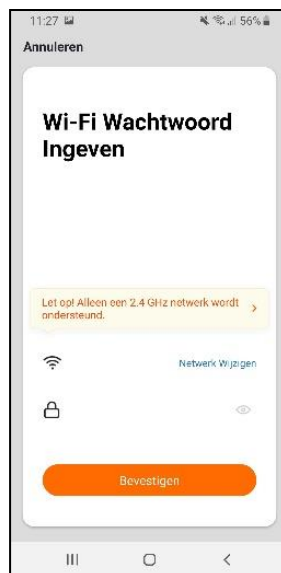 11:27 56%
Annuleren
Wi-Fi Wachtwoord
Ingeven
Let op! Alleen een 2.4 GHz netwerk wordt
ondersteund.
Netwerk Wijzigen
Bevestigen